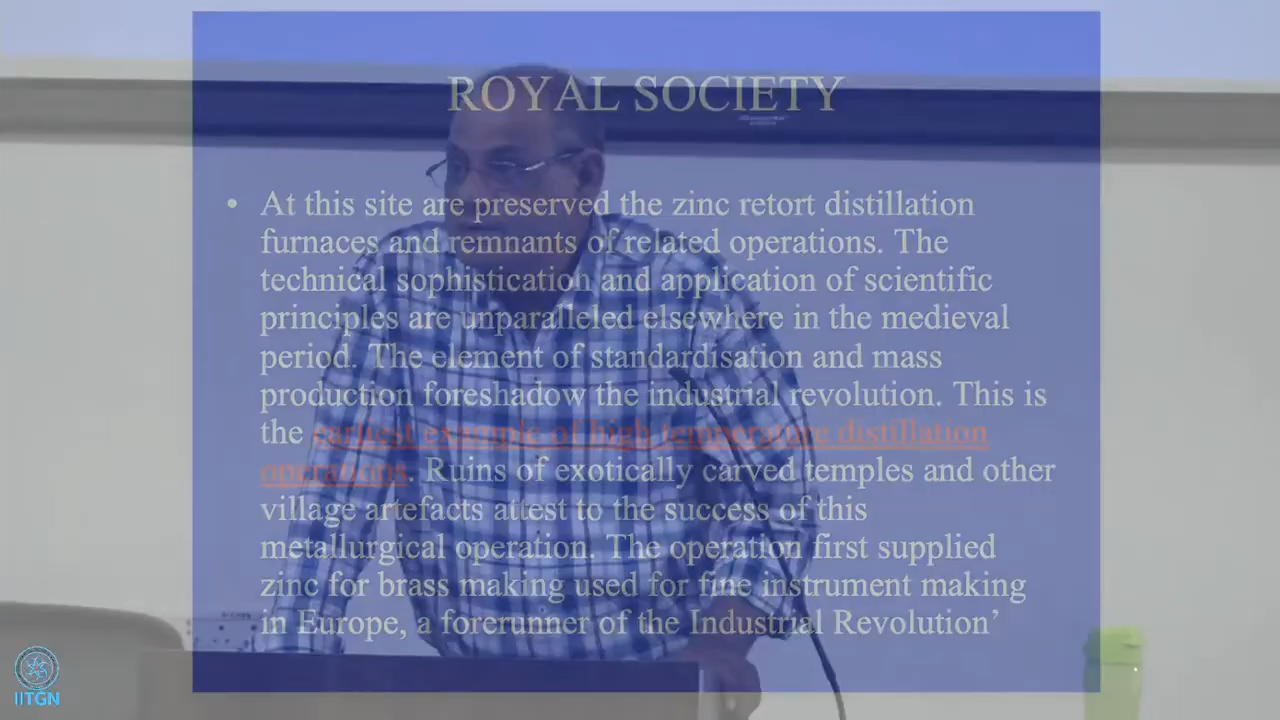 ROYAL SOCIETY
• At this site are preserved the zinc retort distillation
furnaces and remnants of related operations. The
technical sophistication and application of scientific
principles are unparalleled elsewhere in the medieval
period. The element of standardisation and mass
production foreshadow the industrial revolution. This is
the earliest example of high temperature distillation
operations. Ruins of exotically carved temples and other
village artefacts attest to the success of this
metallurgical operation. The operation first supplied
zinc for brass making used for fine instrument making
in Europe, a forerunner of the Industrial Revolution’
IITGN